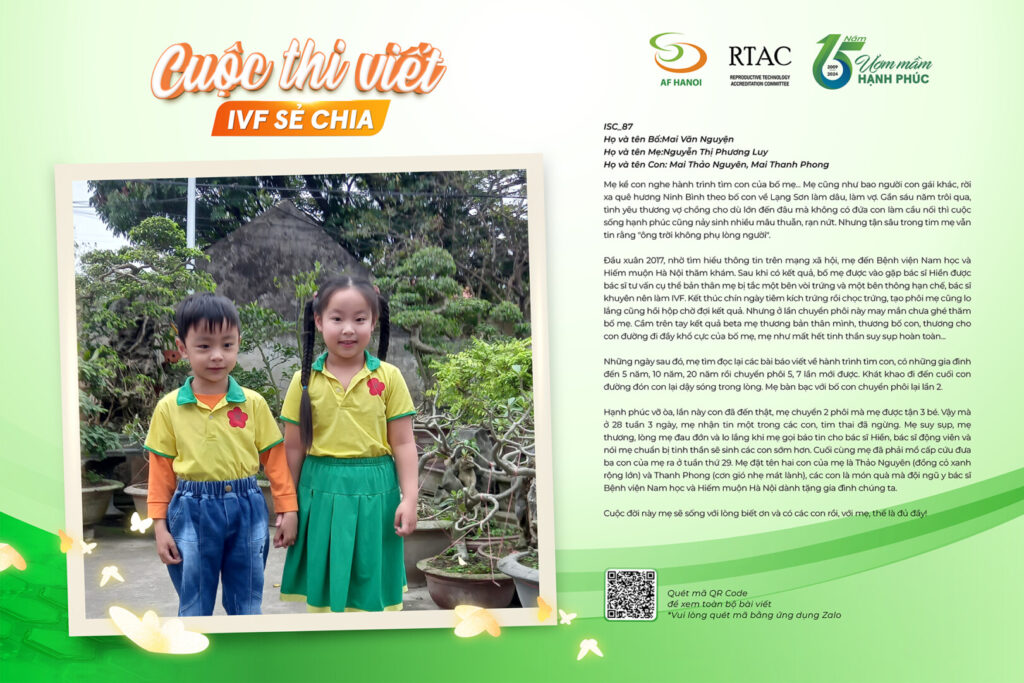 Cuộc thi viết
IVF SẺ CHIA
AF HANOI
RTAC
REPRODUCTIVE TECHNOLOGY
ACCREDITATION COMMITTEE
15 Năm
2009
2024
Ươm mầm
HẠNH PHÚC
ISC_87
Họ và tên Bố:Mai Văn Nguyện
Họ và tên Mẹ:Nguyễn Thị Phương Luy
Họ và tên Con: Mai Thảo Nguyên, Mai Thanh Phong
Mẹ kể con nghe hành trình tìm con của bố mẹ... Mẹ cũng như bao người con gái khác, rời
xa quê hương Ninh Bình theo bố con về Lạng Sơn làm dâu, làm vợ. Gần sáu năm trôi qua,
tình yêu thương vợ chồng cho dù lớn đến đâu mà không có đứa con làm cầu nối thì cuộc
sống hạnh phúc cũng nảy sinh nhiều mâu thuẫn, rạn nứt. Nhưng tận sâu trong tim mẹ vẫn
tin rằng "ông trời không phụ lòng người".
Đầu xuân 2017, nhờ tìm hiểu thông tin trên mạng xã hội, mẹ đến Bệnh viện Nam học và
Hiếm muộn Hà Nội thăm khám. Sau khi có kết quả, bố mẹ được vào gặp bác sĩ Hiền được
bác sĩ tư vấn cụ thể bản thân mẹ bị tắc một bên vòi trứng và một bên thông hạn chế, bác sĩ
khuyên nên làm IVF. Kết thúc chín ngày tiêm kích trứng rồi chọc trứng, tạo phôi mẹ cũng lo
lắng cũng hồi hộp chờ đợi kết quả. Nhưng ở lần chuyển phôi này may mắn chưa ghé thăm
bố mẹ. Cầm trên tay kết quả beta mẹ thương bản thân mình, thương bố con, thương cho
con đường đi đầy khổ cực của bố mẹ, mẹ như mất hết tinh thần suy sụp hoàn toàn...
Những ngày sau đó, mẹ tìm đọc lại các bài báo viết về hành trình tìm con, có những gia đình
đến 5 năm, 10 năm, 20 năm rồi chuyển phôi 5, 7 lần mới được. Khát khao đi đến cuối con
đường đón con lại dậy sóng trong lòng. Mẹ bàn bạc với bố con chuyển phôi lại lần 2.
Hạnh phúc vỡ òa, lần này con đã đến thật, mẹ chuyển 2 phôi mà mẹ được tận 3 bé. Vậy mà
ở 28 tuần 3 ngày, mẹ nhận tin một trong các con, tim thai đã ngừng. Mẹ suy sụp, mẹ
thương, lòng mẹ đau đớn và lo lắng khi mẹ gọi báo tin cho bác sĩ Hiền, bác sĩ động viên và
nói mẹ chuẩn bị tinh thần sẽ sinh các con sớm hơn. Cuối cùng mẹ đã phải mổ cấp cứu đưa
ba con của mẹ ra ở tuần thứ 29. Mẹ đặt tên hai con của mẹ là Thảo Nguyên (đồng cỏ xanh
rộng lớn) và Thanh Phong (cơn gió nhẹ mát lành), các con là món quà mà đội ngũ y bác sĩ
Bệnh viện Nam học và Hiếm muộn Hà Nội dành tặng gia đình chúng ta.
Cuộc đời này mẹ sẽ sống với lòng biết ơn và có các con rồi, với mẹ, thế là đủ đầy!
Quét mã QR Code
để xem toàn bộ bài viết
*Vui lòng quét mã bằng ứng dụng Zalo